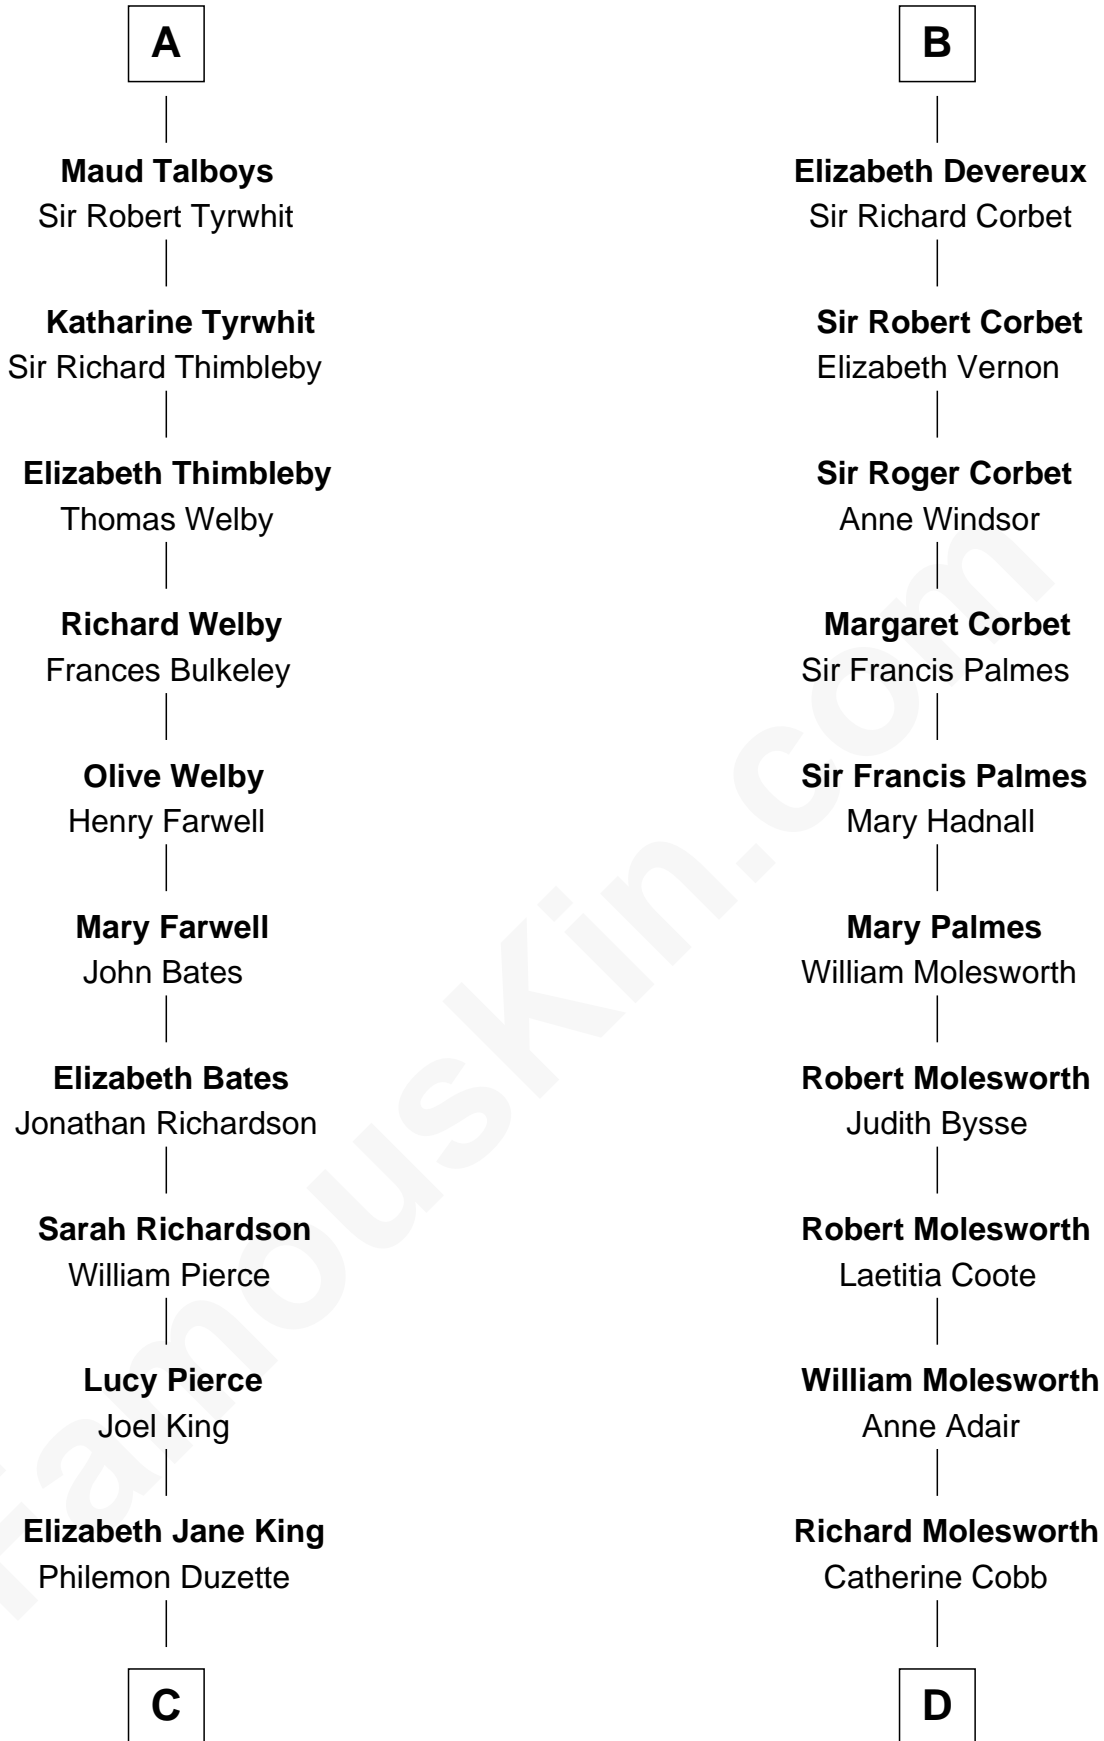 A
Maud Talboys
Sir Robert Tyrwhit
Katharine Tyrwhit
Sir Richard Thimbleby
Elizabeth Thimbleby
Thomas Welby
Richard Welby
Frances Bulkeley
Olive Welby
Henry Farwell
Mary Farwell
John Bates
Elizabeth Bates
Jonathan Richardson
Sarah Richardson
William Pierce
Lucy Pierce
Joel King
Elizabeth Jane King
Philemon Duzette
C
B
Elizabeth Devereux
Sir Richard Corbet
Sir Robert Corbet
Elizabeth Vernon
Sir Roger Corbet
Anne Windsor
Margaret Corbet
Sir Francis Palmes
Sir Francis Palmes
Mary Hadnall
Mary Palmes
William Molesworth
Robert Molesworth
Judith Bysse
Robert Molesworth
Laetitia Coote
William Molesworth
Anne Adair
Richard Molesworth
Catherine Cobb
D
FamousKin.com